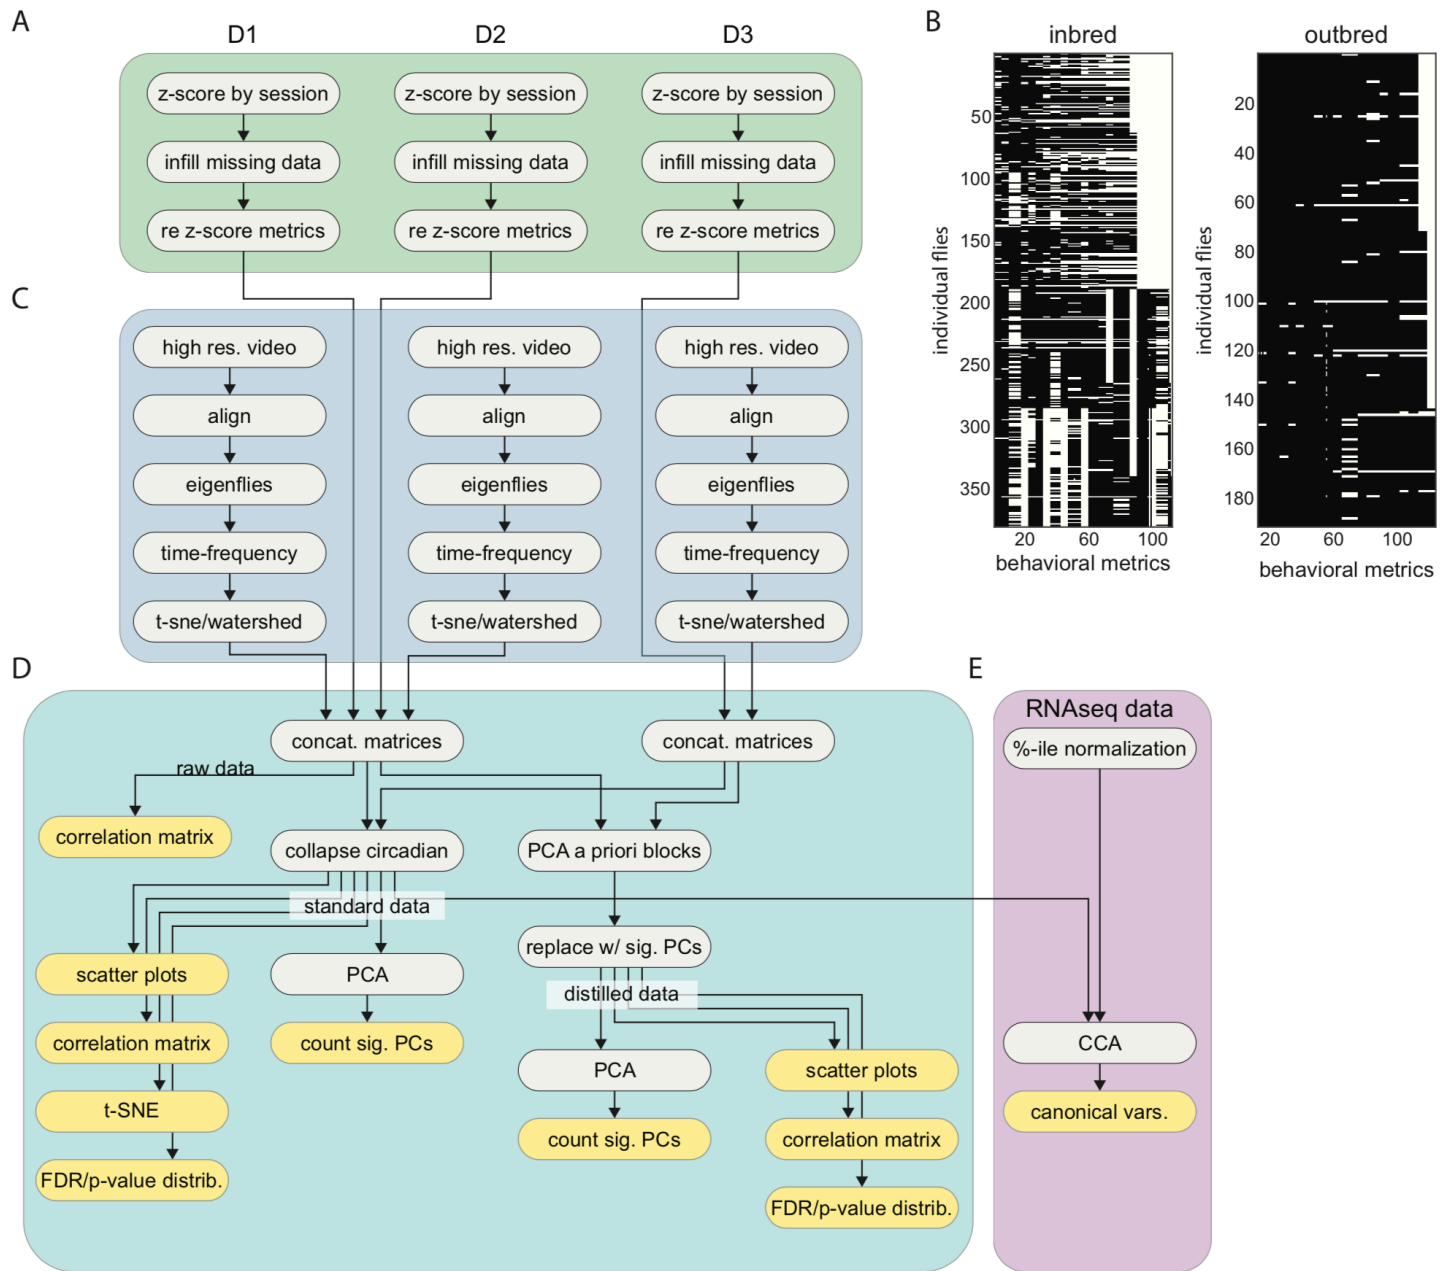 A
D1
D2
D3
z-score by session
z-score by session
z-score by session
infill missing data
infill missing data
infill missing data
re z-score metrics
re z-score metrics
re z-score metrics
B
inbred
outbred
individual flies
50
100
150
200
250
300
350
20
60
100
behavioral metrics
individual flies
20
40
60
80
100
120
140
160
180
20
60
100
behavioral metrics
C
high res. video
high res. video
high res. video
align
align
align
eigenflies
eigenflies
eigenflies
time-frequency
time-frequency
time-frequency
t-sne/watershed
t-sne/watershed
t-sne/watershed
D
concat. matrices
concat. matrices
raw data
correlation matrix
collapse circadian
PCA a priori blocks
standard data
replace w/ sig. PCs
scatter plots
PCA
distilled data
correlation matrix
count sig. PCs
PCA
scatter plots
t-SNE
count sig. PCs
correlation matrix
FDR/p-value distrib.
FDR/p-value distrib.
E
RNAseq data
%-ile normalization
CCA
canonical vars.